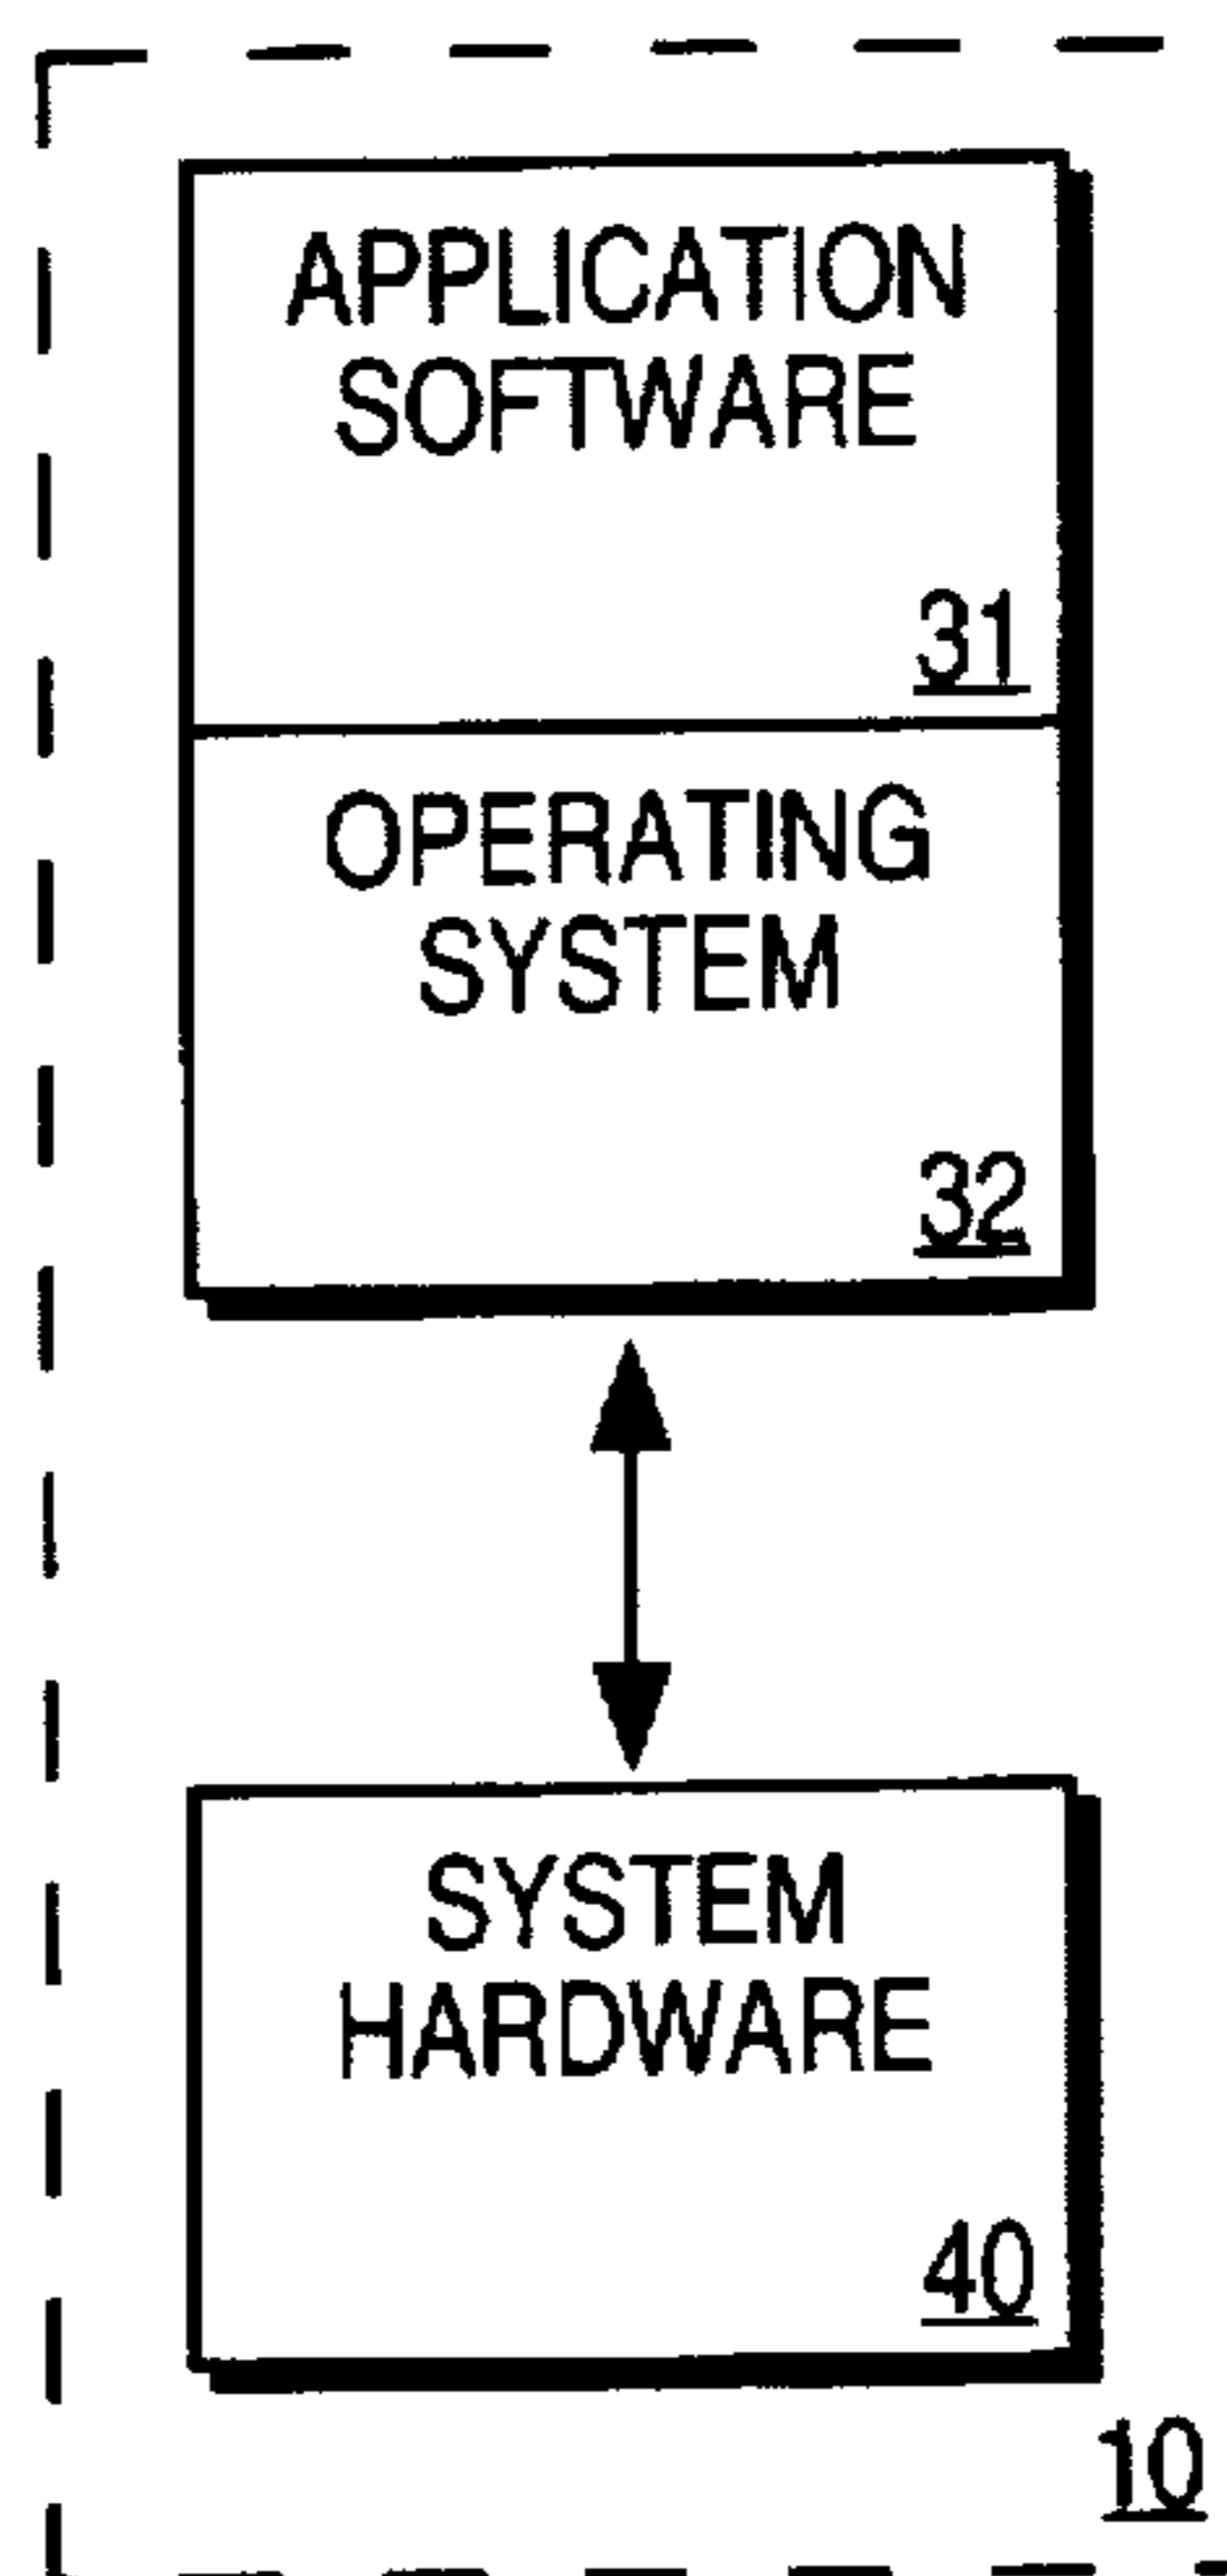 APPLICATION
SOFTWARE
31
OPERATING
SYSTEM
32
SYSTEM
HARDWARE
40
10